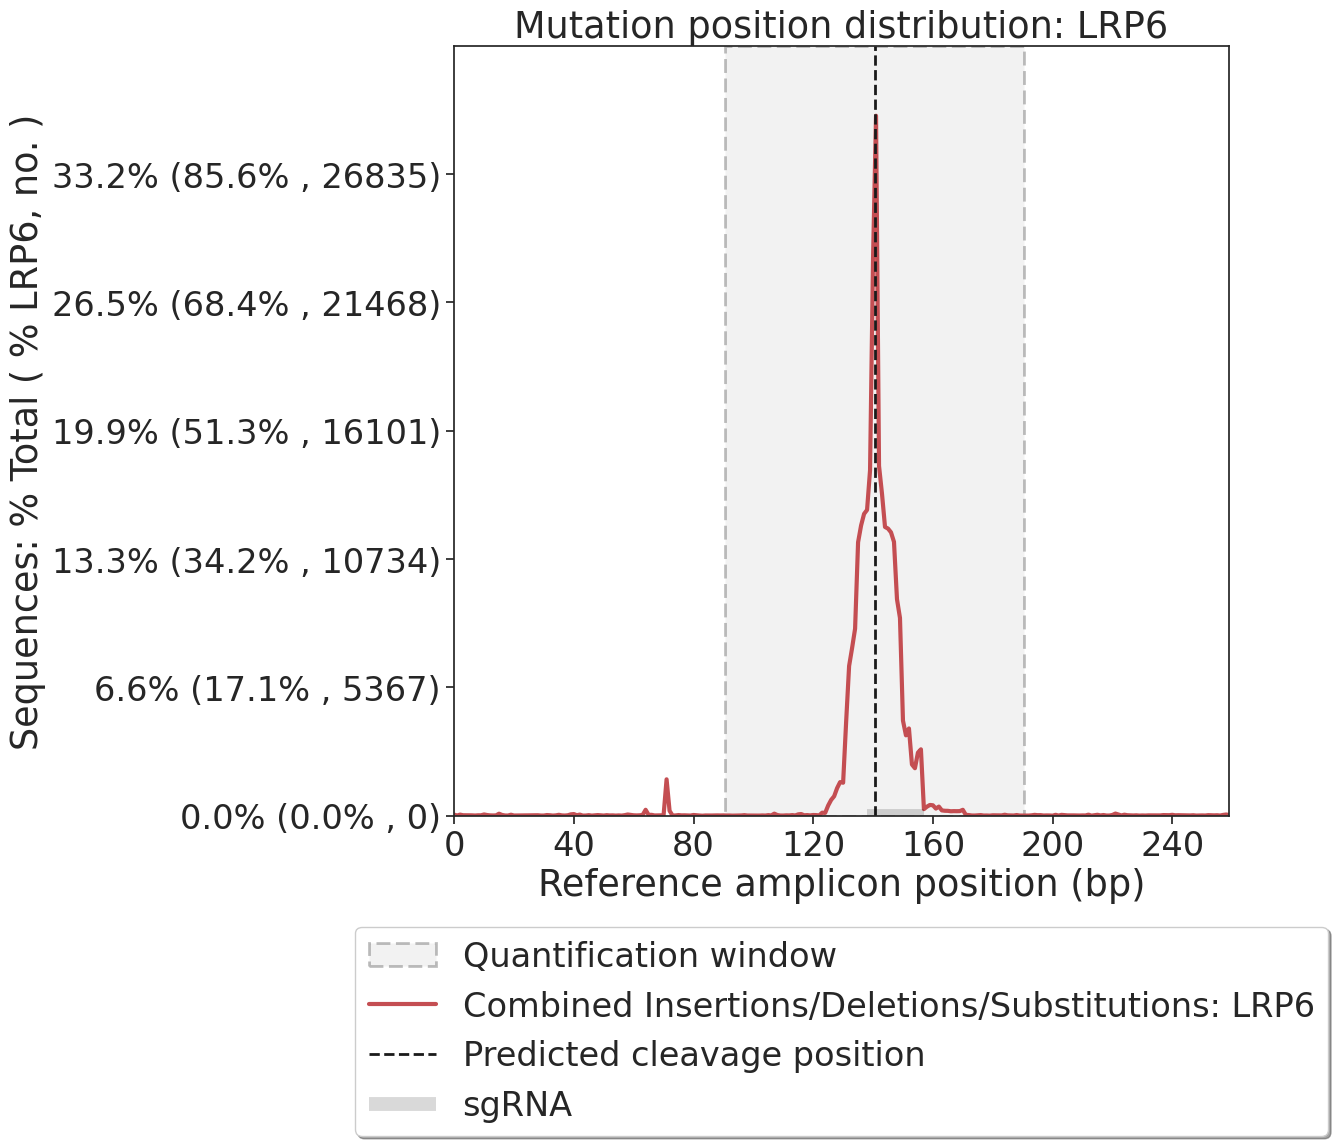 Mutation position distribution: LRP6
Sequences: % Total ( % LRP6, no. )
33.2% (85.6% , 26835)
26.5% (68.4% , 21468)
19.9% (51.3% , 16101)
13.3% (34.2% , 10734)
6.6% (17.1% , 5367)
0.0% (0.0% , 0)
0 40 80 120 160 200 240
Reference amplicon position (bp)
Quantification window
Combined Insertions/Deletions/Substitutions: LRP6
Predicted cleavage position
sgRNA